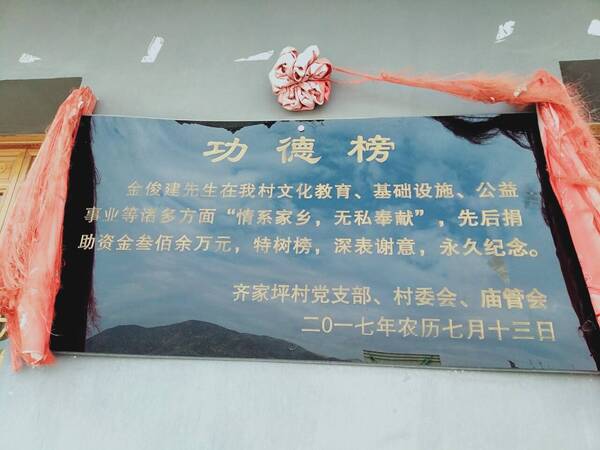 功德榜
金俊建先生在我村文化教育、基础设施、公益
事业等诸多方面“情系家乡，无私奉献”，先后捐
助资金叁佰余万元，特树榜，深表谢意，永久纪念。
齐家坪村党支部、村委会、庙管会
二〇一七年农历七月十三日